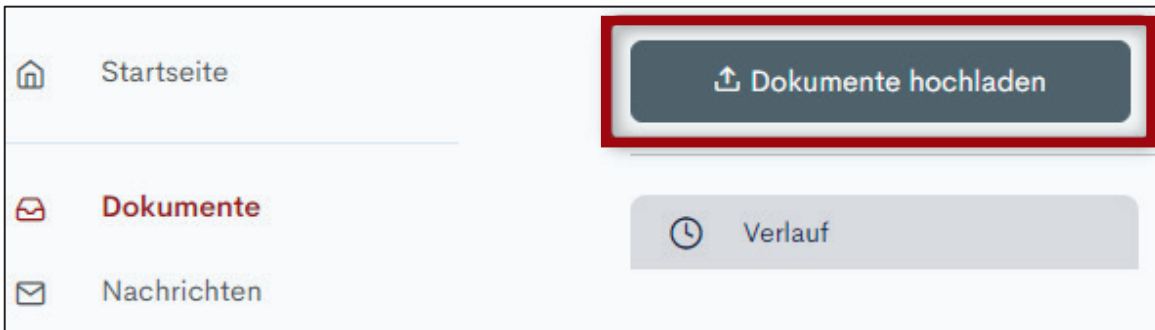 Startseite
Dokumente
Nachrichten
Dokumente hochladen
Verlauf